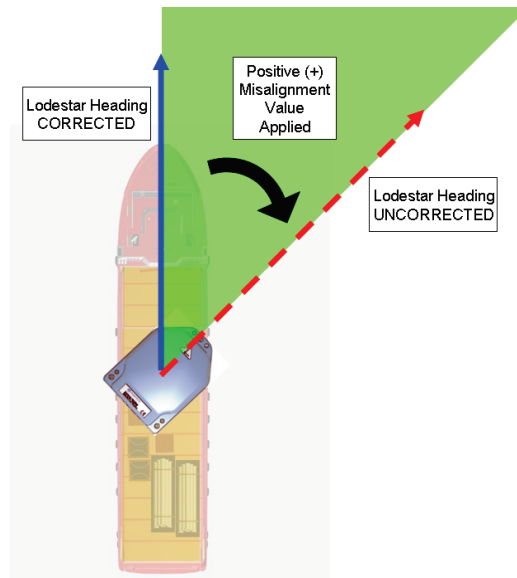 Positive (+)
Misalignment
Value
Applied
Lodestar Heading
CORRECTED
Lodestar Heading
UNCORRECTED